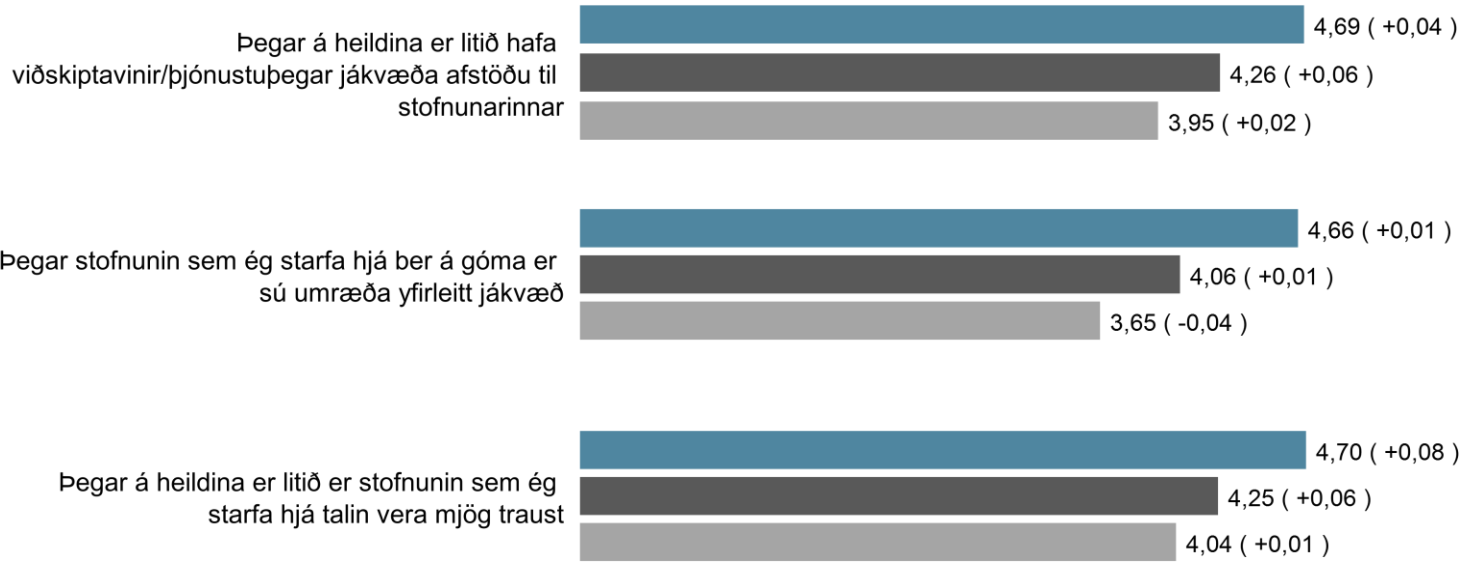 Þegar á heildina er litið hafa
viðskiptavinir/þjónustuþegar jákvæða afstöðu til
stofnunarinnar
4,69 ( +0,04 )
4,26 ( +0,06 )
3,95 ( +0,02 )
Þegar stofnunin sem ég starfa hjá ber á góma er
sú umræða yfirleitt jákvæð
4,66 ( +0,01 )
4,06 ( +0,01 )
3,65 ( -0,04 )
Þegar á heildina er litið er stofnunin sem ég
starfa hjá talin vera mjög traust
4,70 ( +0,08 )
4,25 ( +0,06 )
4,04 ( +0,01 )